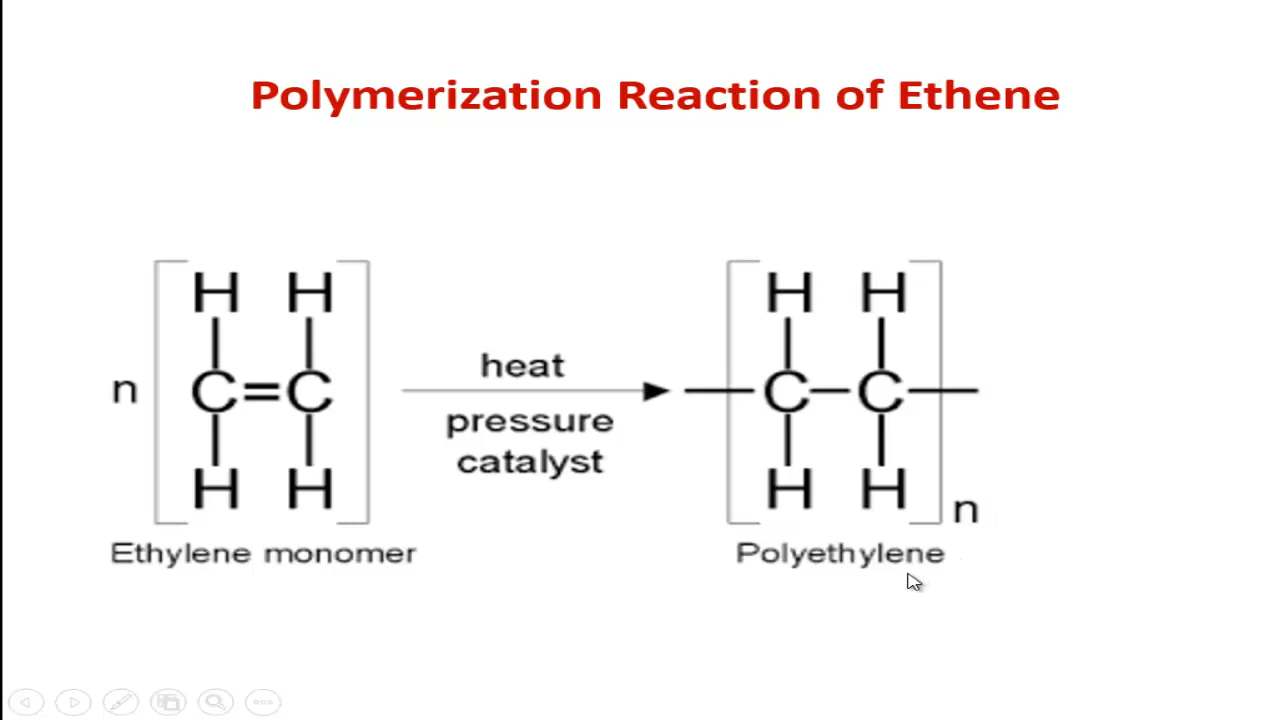 Polymerization Reaction of Ethene
H H
H H
heat
n C=C
C-C
pressure
catalyst
H H
H H
n
Ethylene monomer
Polyethylene